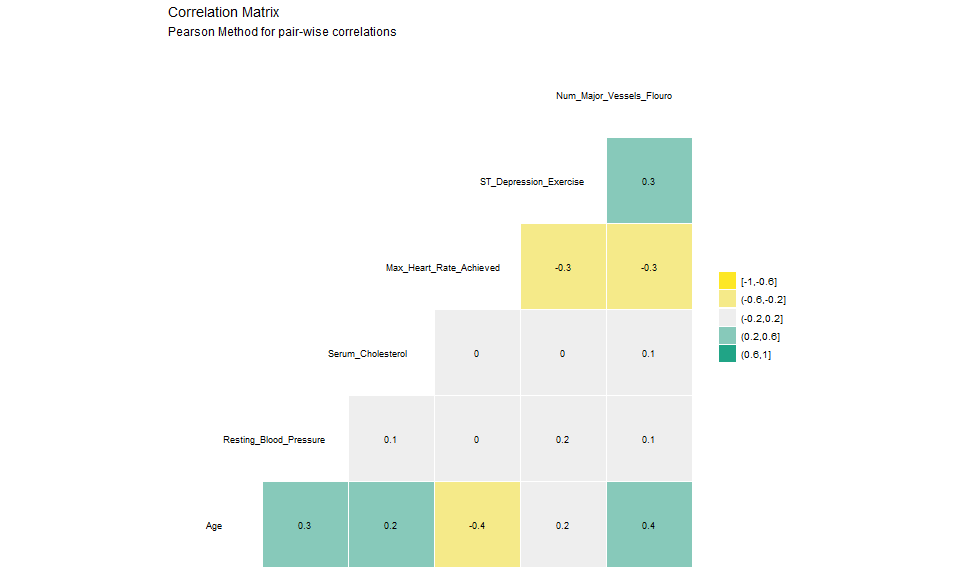 Correlation Matrix
Pearson Method for pair-wise correlations
Num_Major_Vessels_Flouro
ST_Depression_Exercise 0.3
Max_Heart_Rate_Achieved -0.3 -0.3
[-1,-0.6]
(-0.6,-0.2]
(-0.2,0.2]
(0.2,0.6]
(0.6,1]
Serum_Cholesterol 0 0 0.1
Resting_Blood_Pressure 0.1 0 0.2 0.1
Age 0.3 0.2 -0.4 0.2 0.4